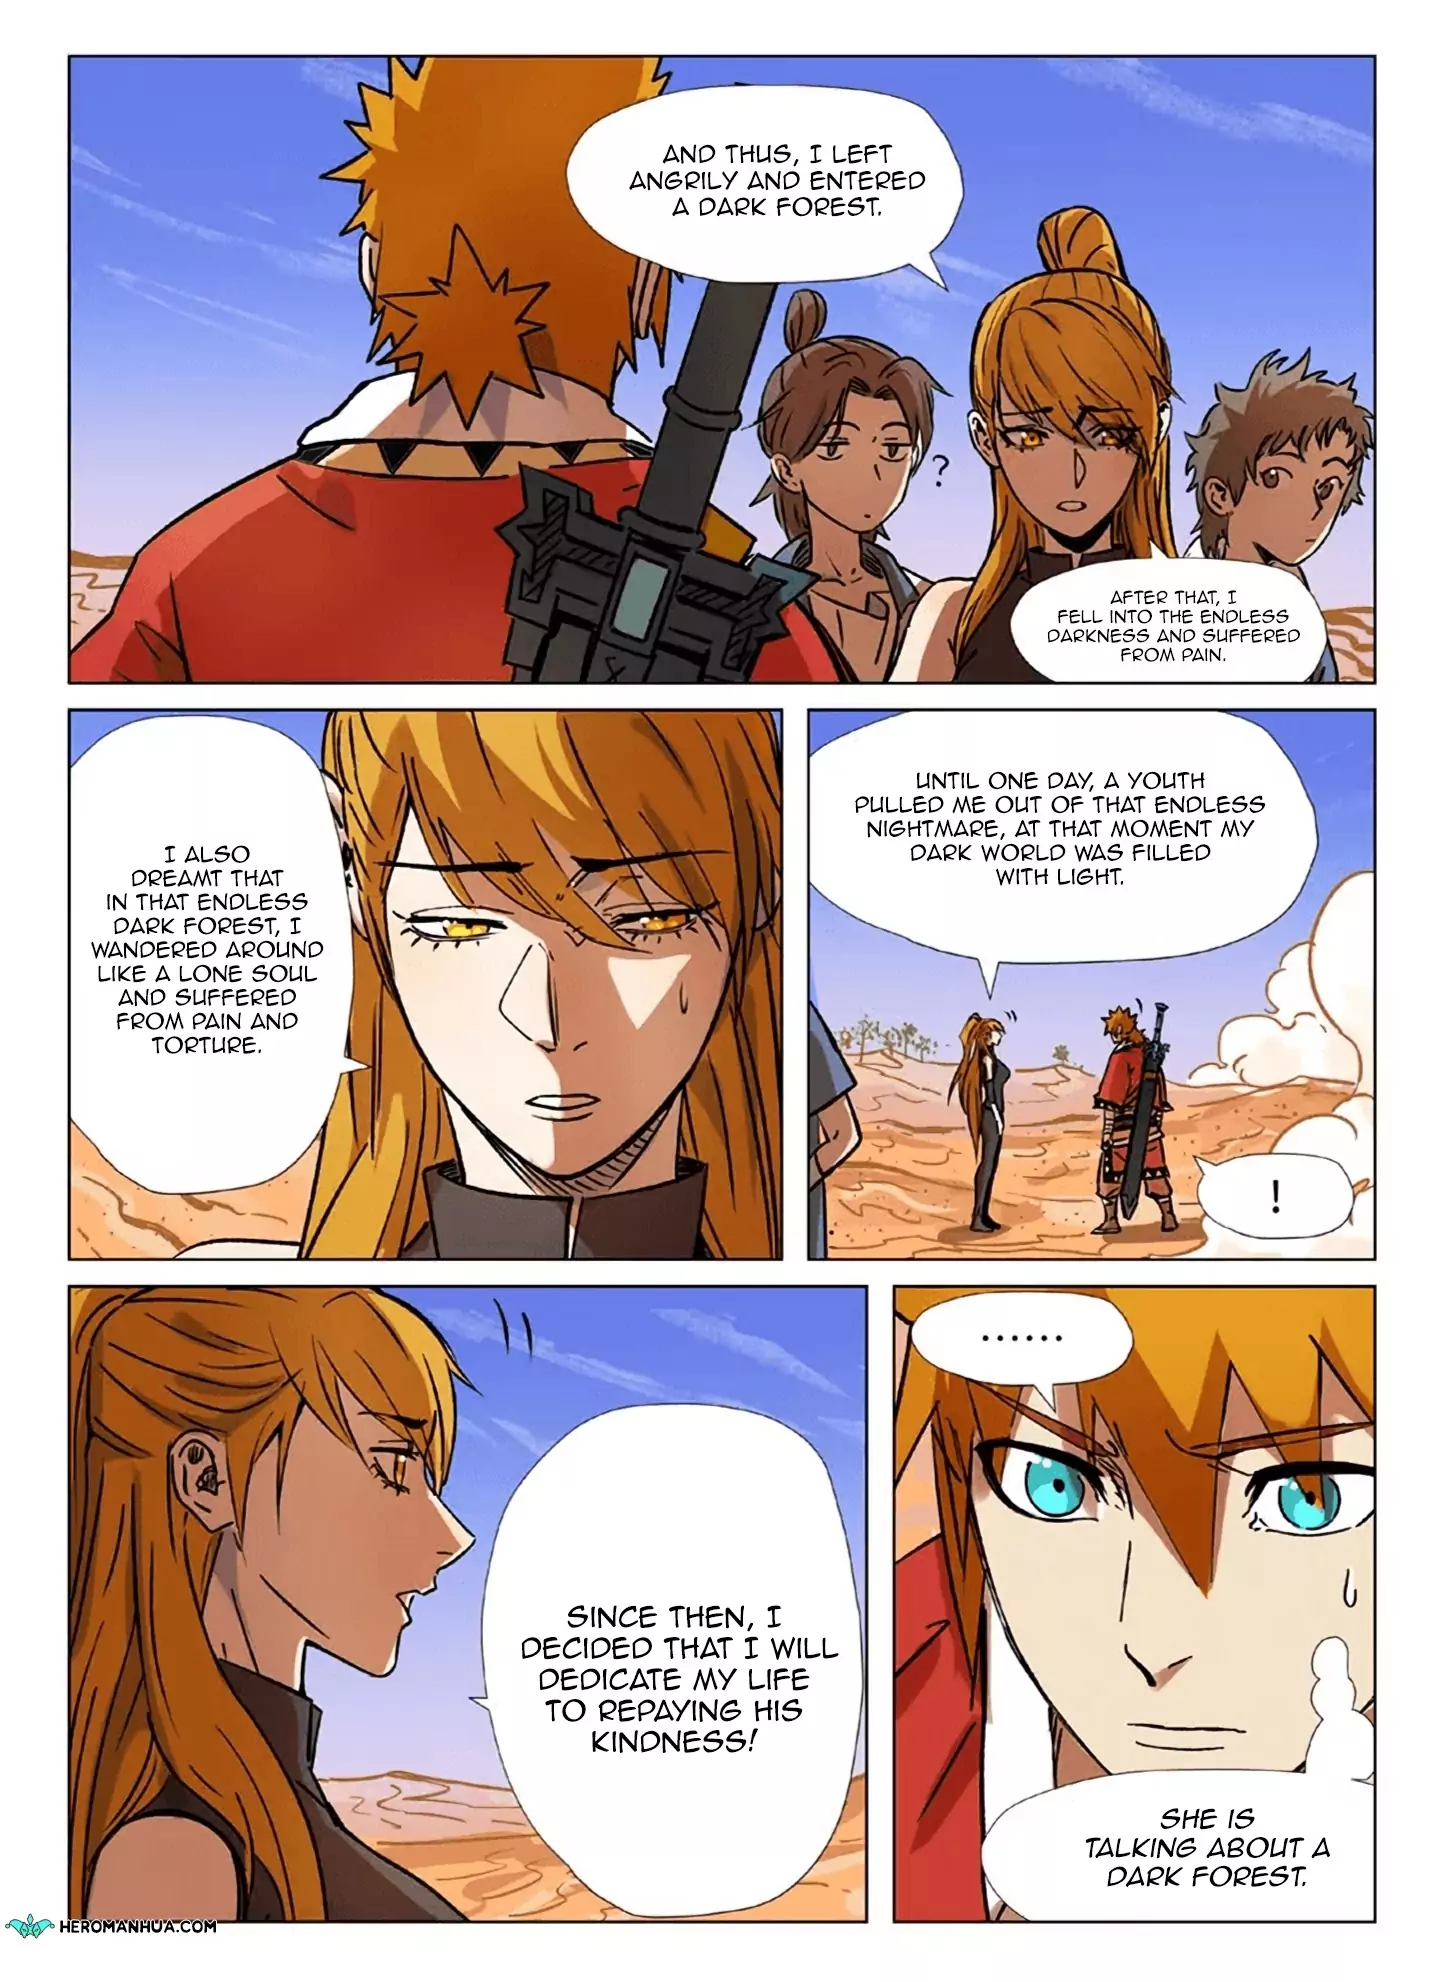 AND THUS, I LEFT
ANGRILY AND ENTERED
A DARK FOREST.
?
AFTER THAT, I
FELL INTO THE ENDLESS
DARKNESS AND SUFFERED
FROM PAIN.
I ALSO
DREAMT THAT
IN THAT ENDLESS
DARK FOREST, I
WANDERED AROUND
LIKE A LONE SOUL
AND SUFFERED
FROM PAIN AND
TORTURE.
UNTIL ONE DAY, A YOUTH
PULLED ME OUT OF THAT ENDLESS
NIGHTMARE, AT THAT MOMENT MY
DARK WORLD WAS FILLED
WITH LIGHT.
!
SINCE THEN, I
DECIDED THAT I WILL
DEDICATE MY LIFE
TO REPAYING HIS
KINDNESS!
......
SHE IS
TALKING ABOUT A
DARK FOREST.
HEROMANHUA.COM